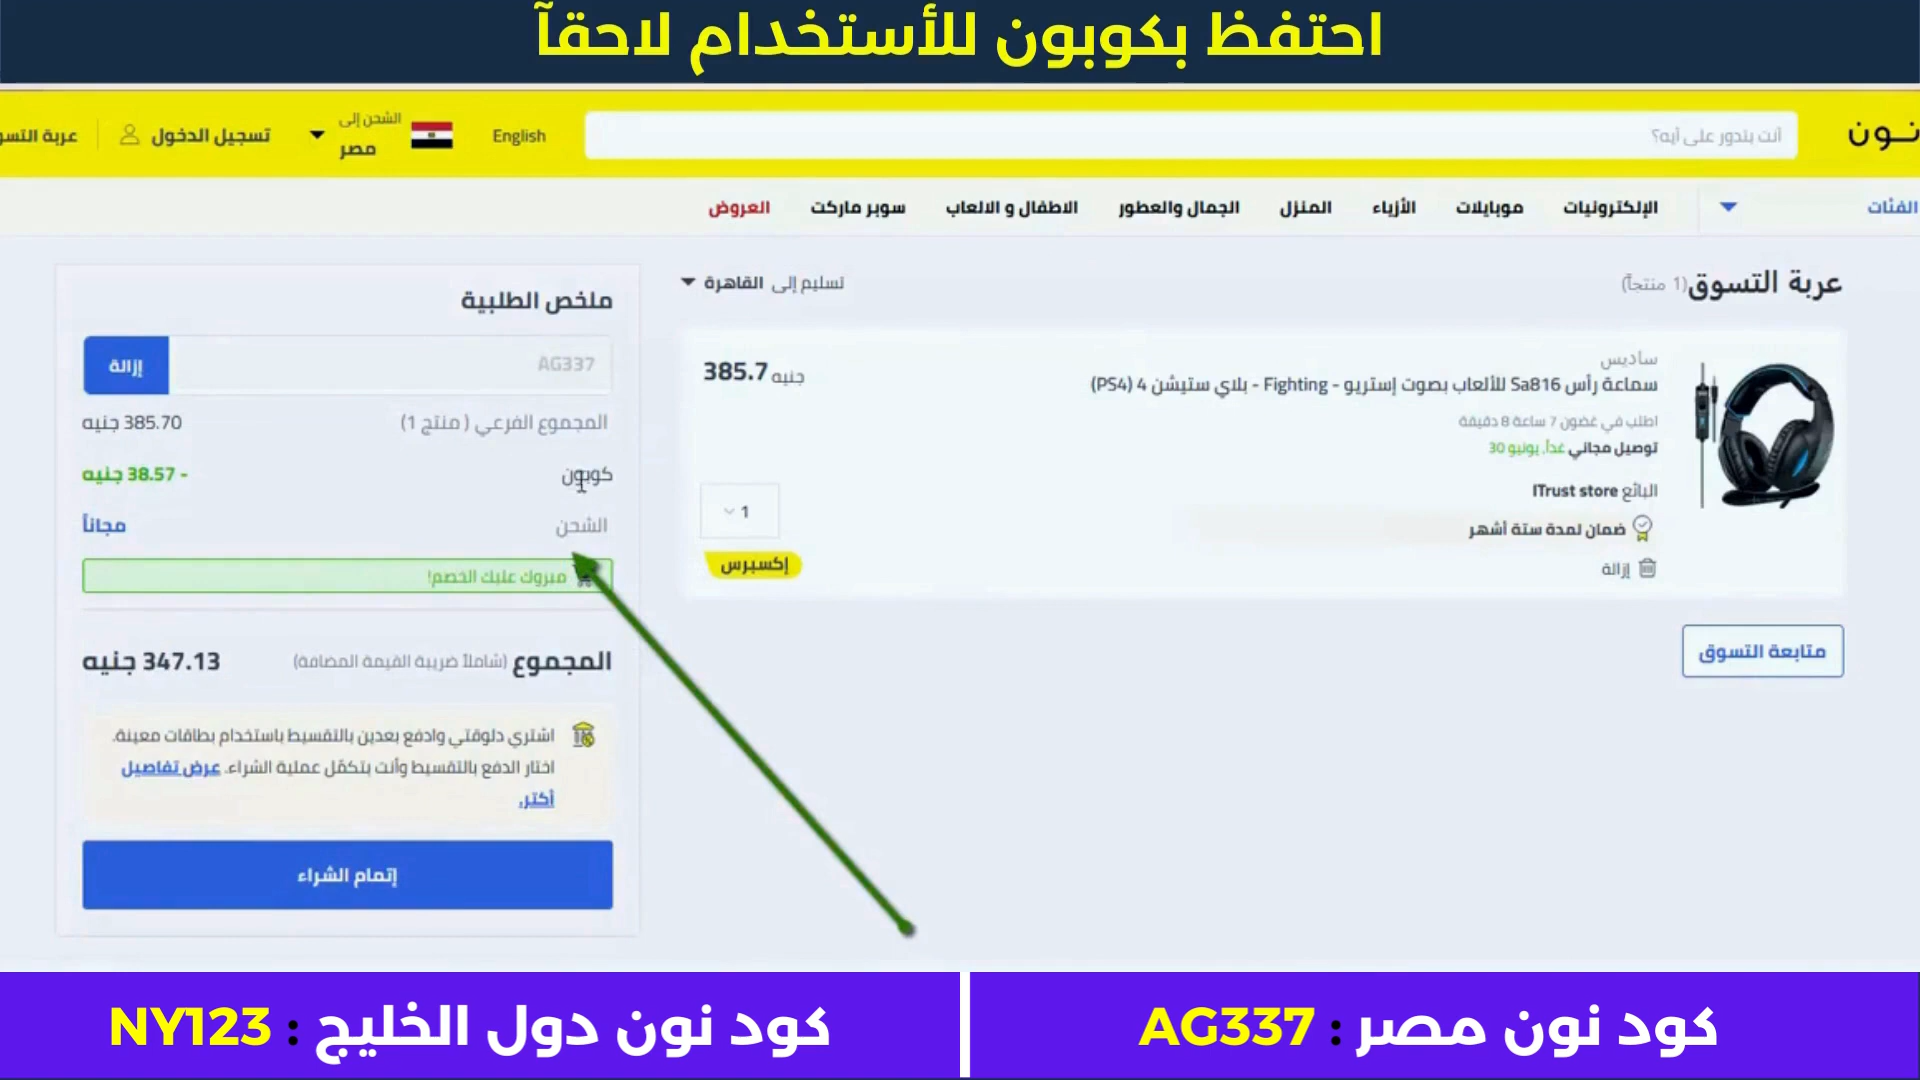 احتفظ بكوبون للأستخدام لاحقآ
نون
أنت بتدور على أيه؟
English
الشحن إلى
مصر
تسجيل الدخول
عربة
الفئات
الإلكترونيات
موبايلات
الأزياء
المنزل
الجمال والعطور
الاطفال و الالعاب
سوبر ماركت
العروض
عربة التسوق (1 منتجاً)
تسليم إلى القاهرة
ساديس
سماعة رأس Sa816 للألعاب بصوت إستريو - Fighting - بلاي ستيشن 4 (PS4)
جنيه 385.7
اطلب في غضون 7 ساعة 8 دقيقة
توصيل مجاني غداً, يونيو 30
البائع ITrust store
ضمان لمدة ستة أشهر
إزالة
1
إكسبرس
متابعة التسوق
ملخص الطلبية
AG337
إزالة
المجموع الفرعي ( منتج 1) 385.70 جنيه
كوبون - 38.57 جنيه
الشحن مجاناً
مبروك عليك الخصم!
المجموع (شاملاً ضريبة القيمة المضافة) 347.13 جنيه
اشتري دلوقتي وادفع بعدين بالتقسيط باستخدام بطاقات معينة.
اختار الدفع بالتقسيط وأنت بتكمّل عملية الشراء. عرض تفاصيل
أكتر.
إتمام الشراء
كود نون مصر : AG337
كود نون دول الخليج : NY123